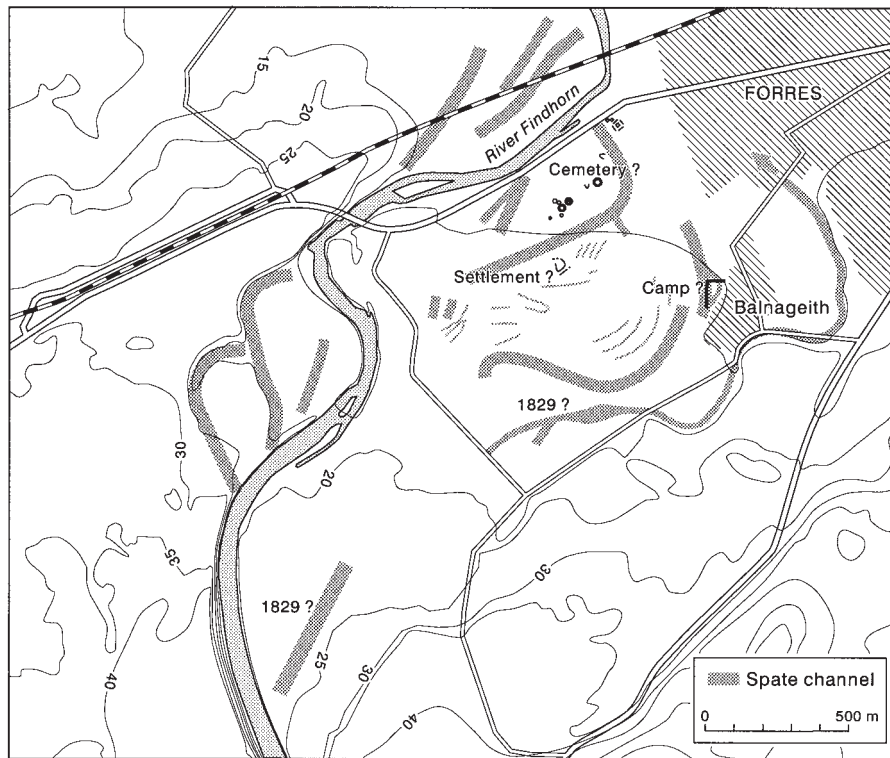 15
20
25
FORRES
River Findhorn
Cemetery ?
Settlement ?
Camp ?
Balnageith
1829 ?
30
20
35
30
1829 ?
25
30
40
40
Spate channel
0 500 m